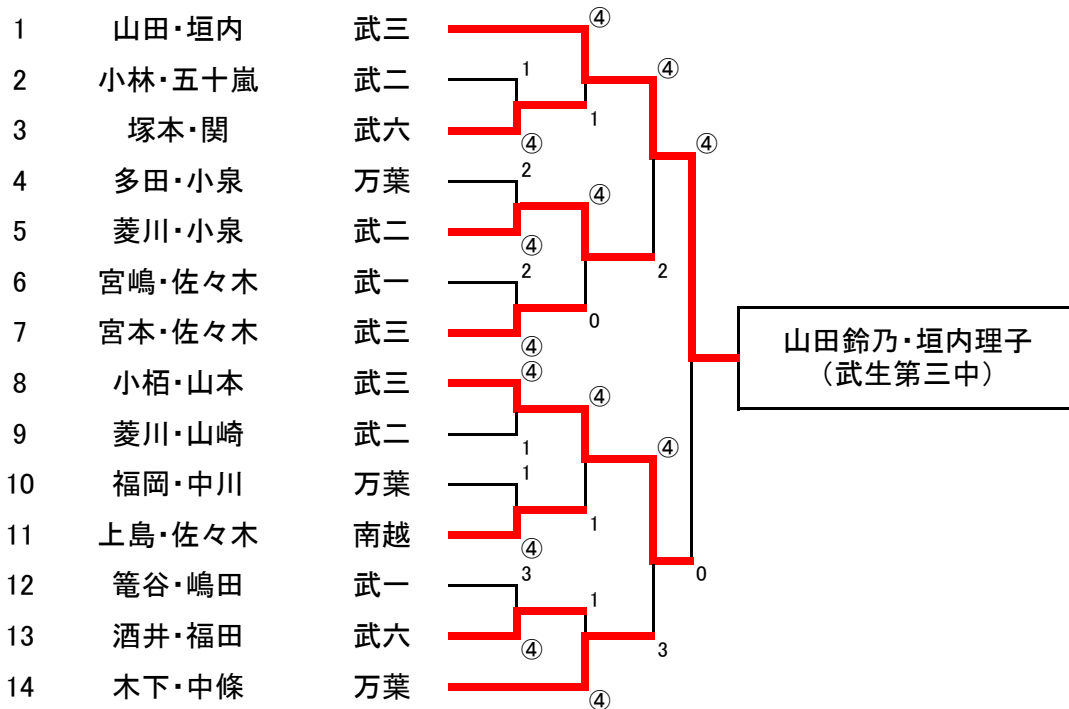 1 山田・垣内 武三 ④
2 小林・五十嵐 武二 1 ④
3 塚本・関 武六 ④ 1 ④
4 多田・小泉 万葉 2 ④
5 菱川・小泉 武二 ④
6 宮嶋・佐々木 武一 2 2
7 宮本・佐々木 武三 ④ 0
山田鈴乃・垣内理子
(武生第三中)
8 小栢・山本 武三 ④ ④
9 菱川・山崎 武二 1 ④
10 福岡・中川 万葉 1
11 上島・佐々木 南越 ④ 1
12 篭谷・嶋田 武一 3 1 0
13 酒井・福田 武六 ④ 3
14 木下・中條 万葉 ④